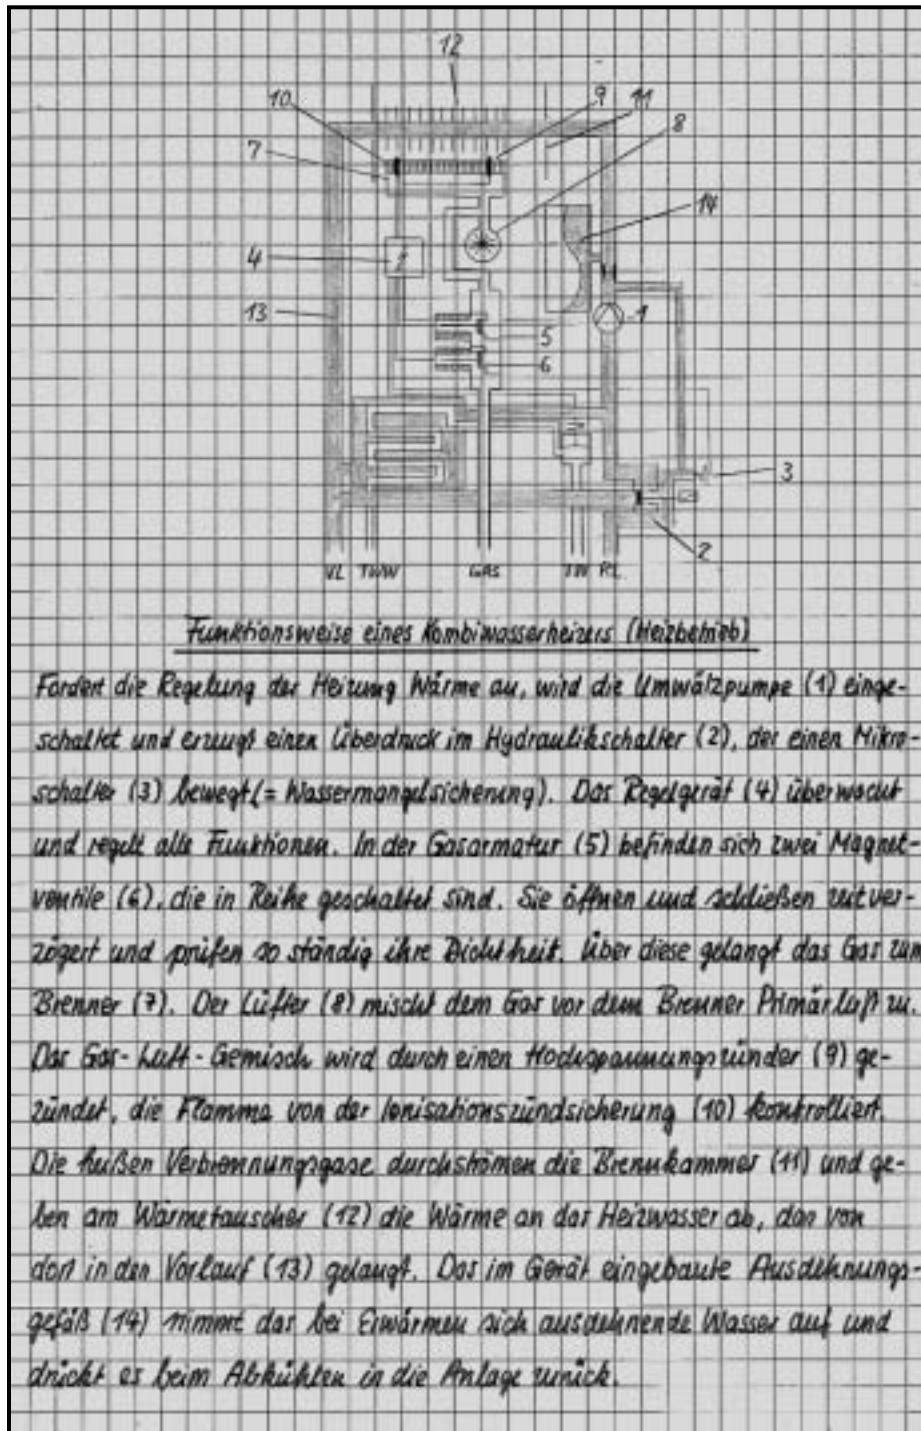 12
10 9 11
8
7
14
4
13 1
5
6
3
2
VL TWW GAS TW RL
Funktionsweise eines Kombiwasserheizers (Heizbetrieb)
Fordert die Regelung der Heizung Wärme an, wird die Umwälzpumpe (1) einge-
schaltet und erzeugt einen Überdruck im Hydraulikschalter (2), der einen Mikro-
schalter (3) bewegt (= Wassermangelsicherung). Das Regelgerät (4) überwacht
und regelt alle Funktionen. In der Gasarmatur (5) befinden sich zwei Magnet-
ventile (6), die in Reihe geschaltet sind. Sie öffnen und schließen zeitver-
zögert und prüfen so ständig ihre Dichtheit. Über diese gelangt das Gas zum
Brenner (7). Der Lüfter (8) mischt dem Gas vor dem Brenner Primärluft zu.
Das Gas-Luft-Gemisch wird durch einen Hochspannungszünder (9) ge-
zündet, die Flamme von der Ionisationszündsicherung (10) kontrolliert.
Die heißen Verbrennungsgase durchströmen die Brennkammer (11) und ge-
ben am Wärmetauscher (12) die Wärme an das Heizwasser ab, das von
dort in den Vorlauf (13) gelangt. Das im Gerät eingebaute Ausdehnungs-
gefäß (14) nimmt das bei Erwärmen sich ausdehnende Wasser auf und
drückt es beim Abkühlen in die Anlage zurück.